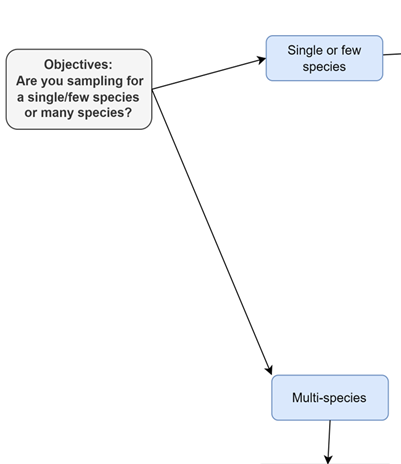 Objectives:
Are you sampling for
a single/few species
or many species?
Single or few
species
Multi-species